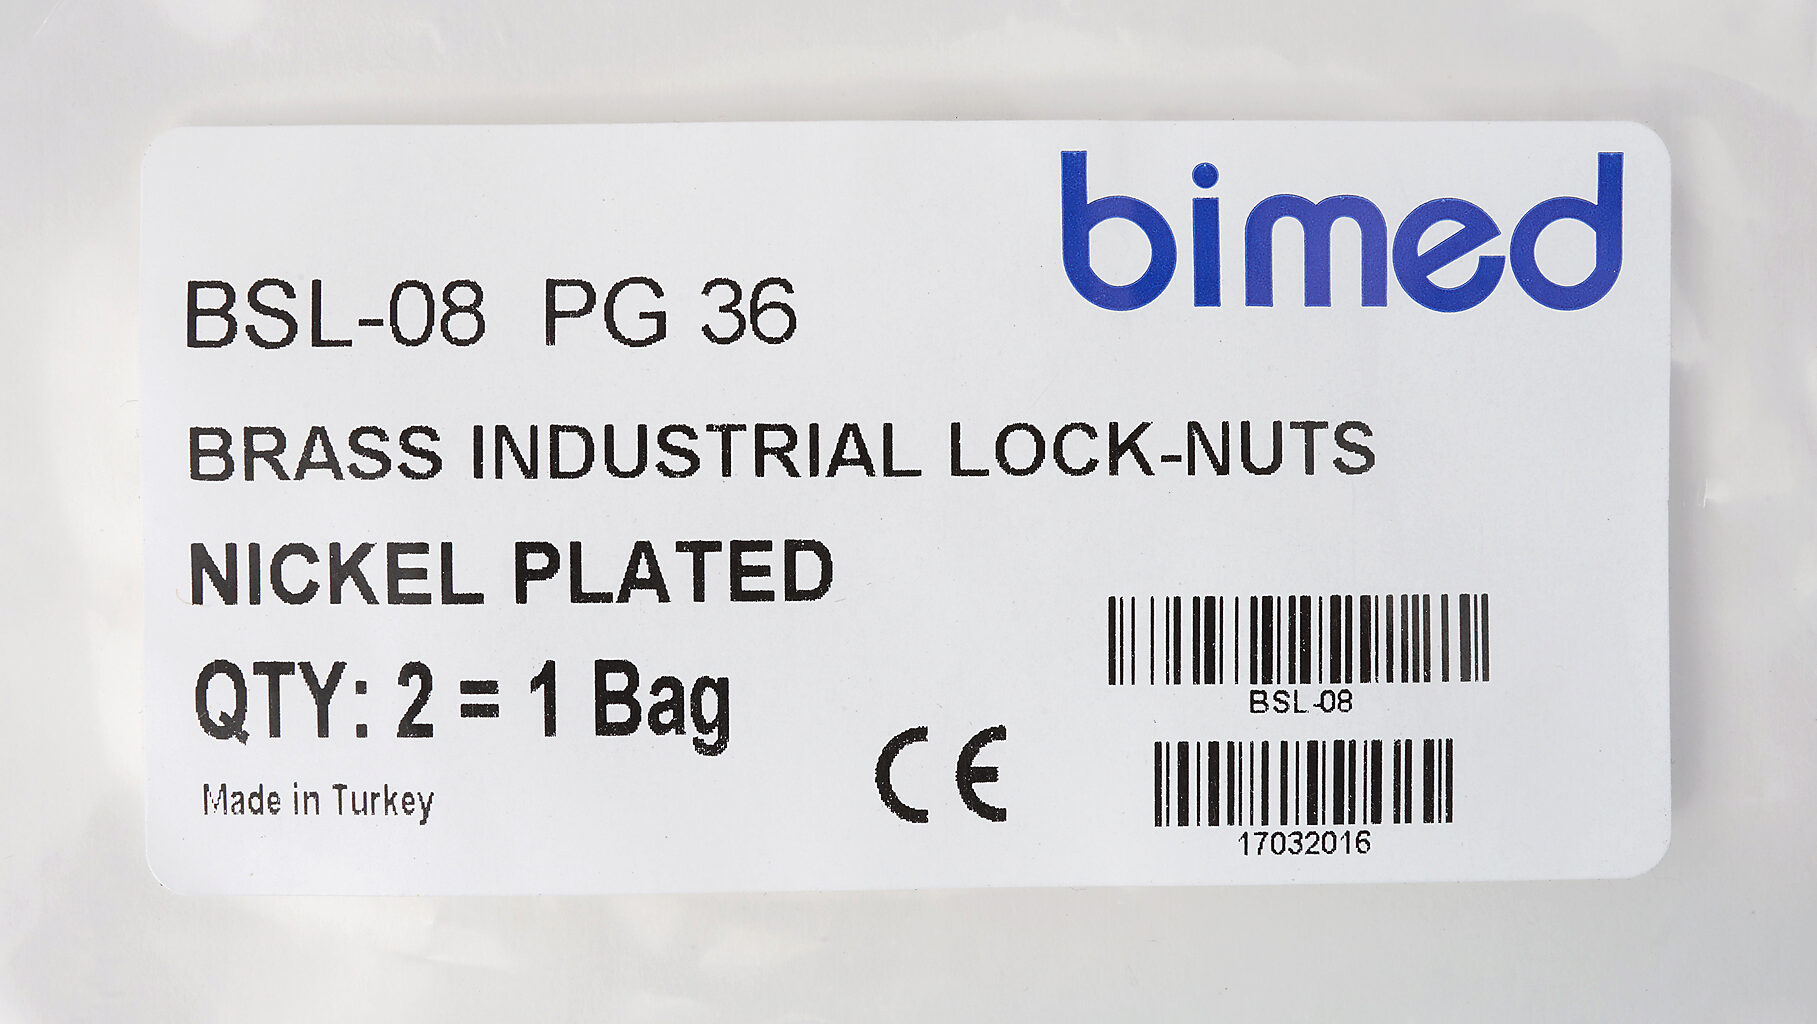 bimed
BSL-08 PG 36
BRASS INDUSTRIAL LOCK-NUTS
NICKEL PLATED
QTY: 2 = 1 Bag
Made in Turkey
CE
BSL-08
17032016